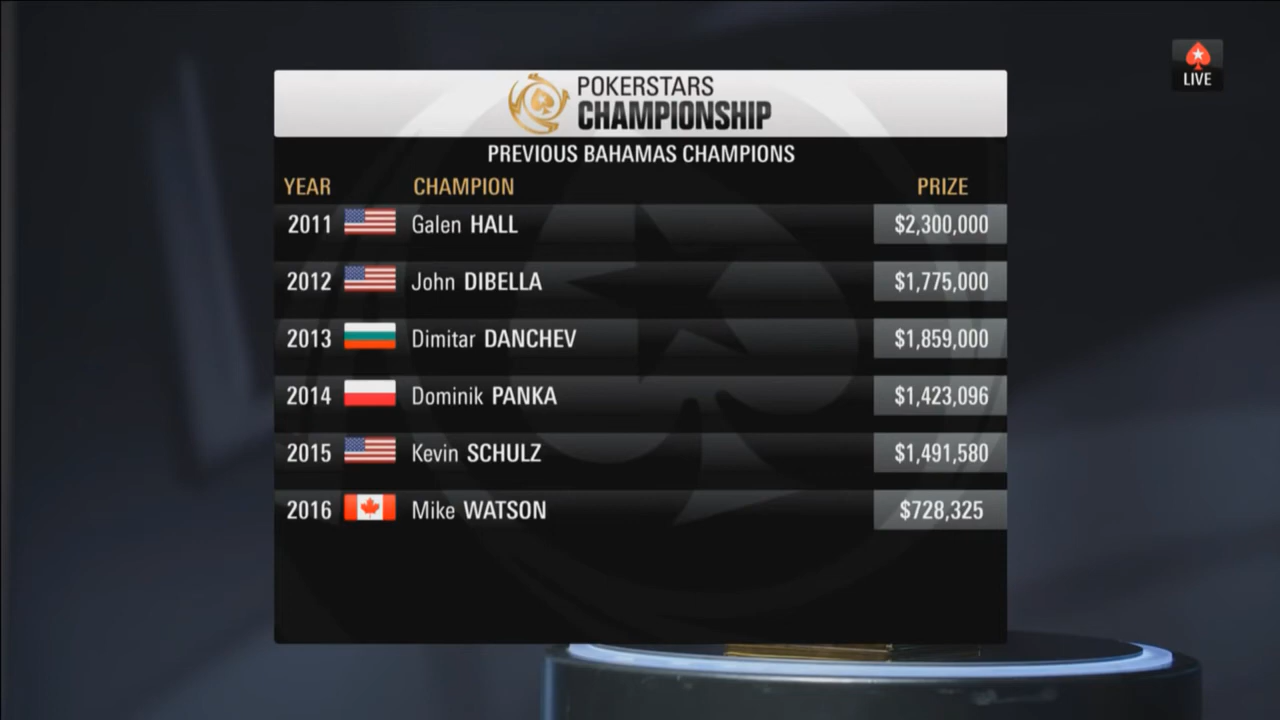 POKERSTARS
CHAMPIONSHIP
LIVE
PREVIOUS BAHAMAS CHAMPIONS
YEAR CHAMPION PRIZE
2011 Galen HALL $2,300,000
2012 John DIBELLA $1,775,000
2013 Dimitar DANCHEV $1,859,000
2014 Dominik PANKA $1,423,096
2015 Kevin SCHULZ $1,491,580
2016 Mike WATSON $728,325